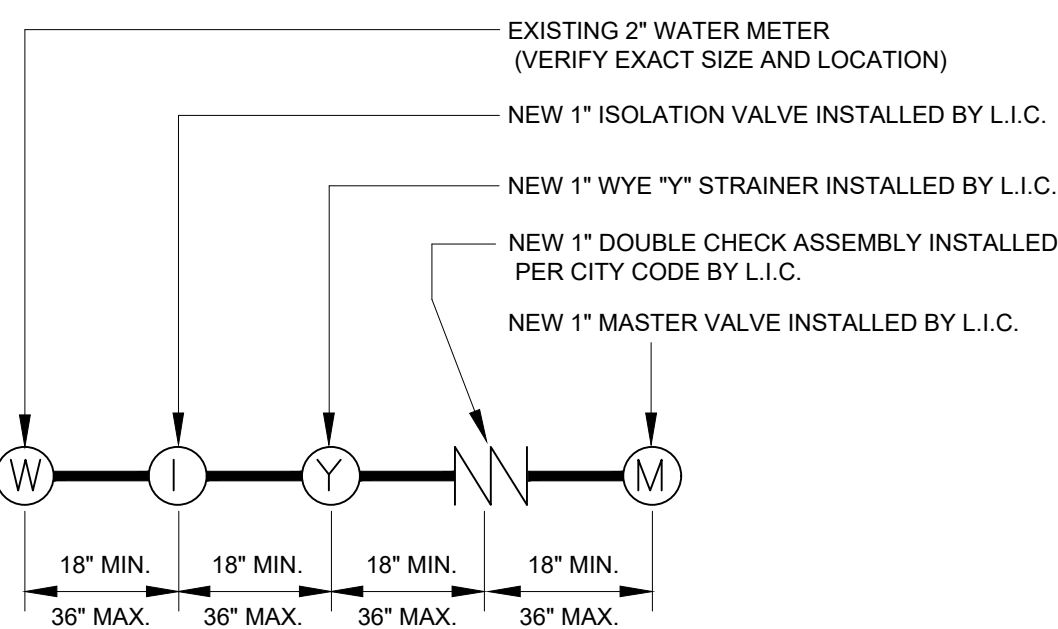 EXISTING 2" WATER METER
(VERIFY EXACT SIZE AND LOCATION)
NEW 1" ISOLATION VALVE INSTALLED BY L.I.C.
NEW 1" WYE "Y" STRAINER INSTALLED BY L.I.C.
NEW 1" DOUBLE CHECK ASSEMBLY INSTALLED
PER CITY CODE BY L.I.C.
NEW 1" MASTER VALVE INSTALLED BY L.I.C.
W I Y NN M
18" MIN. 18" MIN. 18" MIN. 18" MIN.
36" MAX. 36" MAX. 36" MAX. 36" MAX.